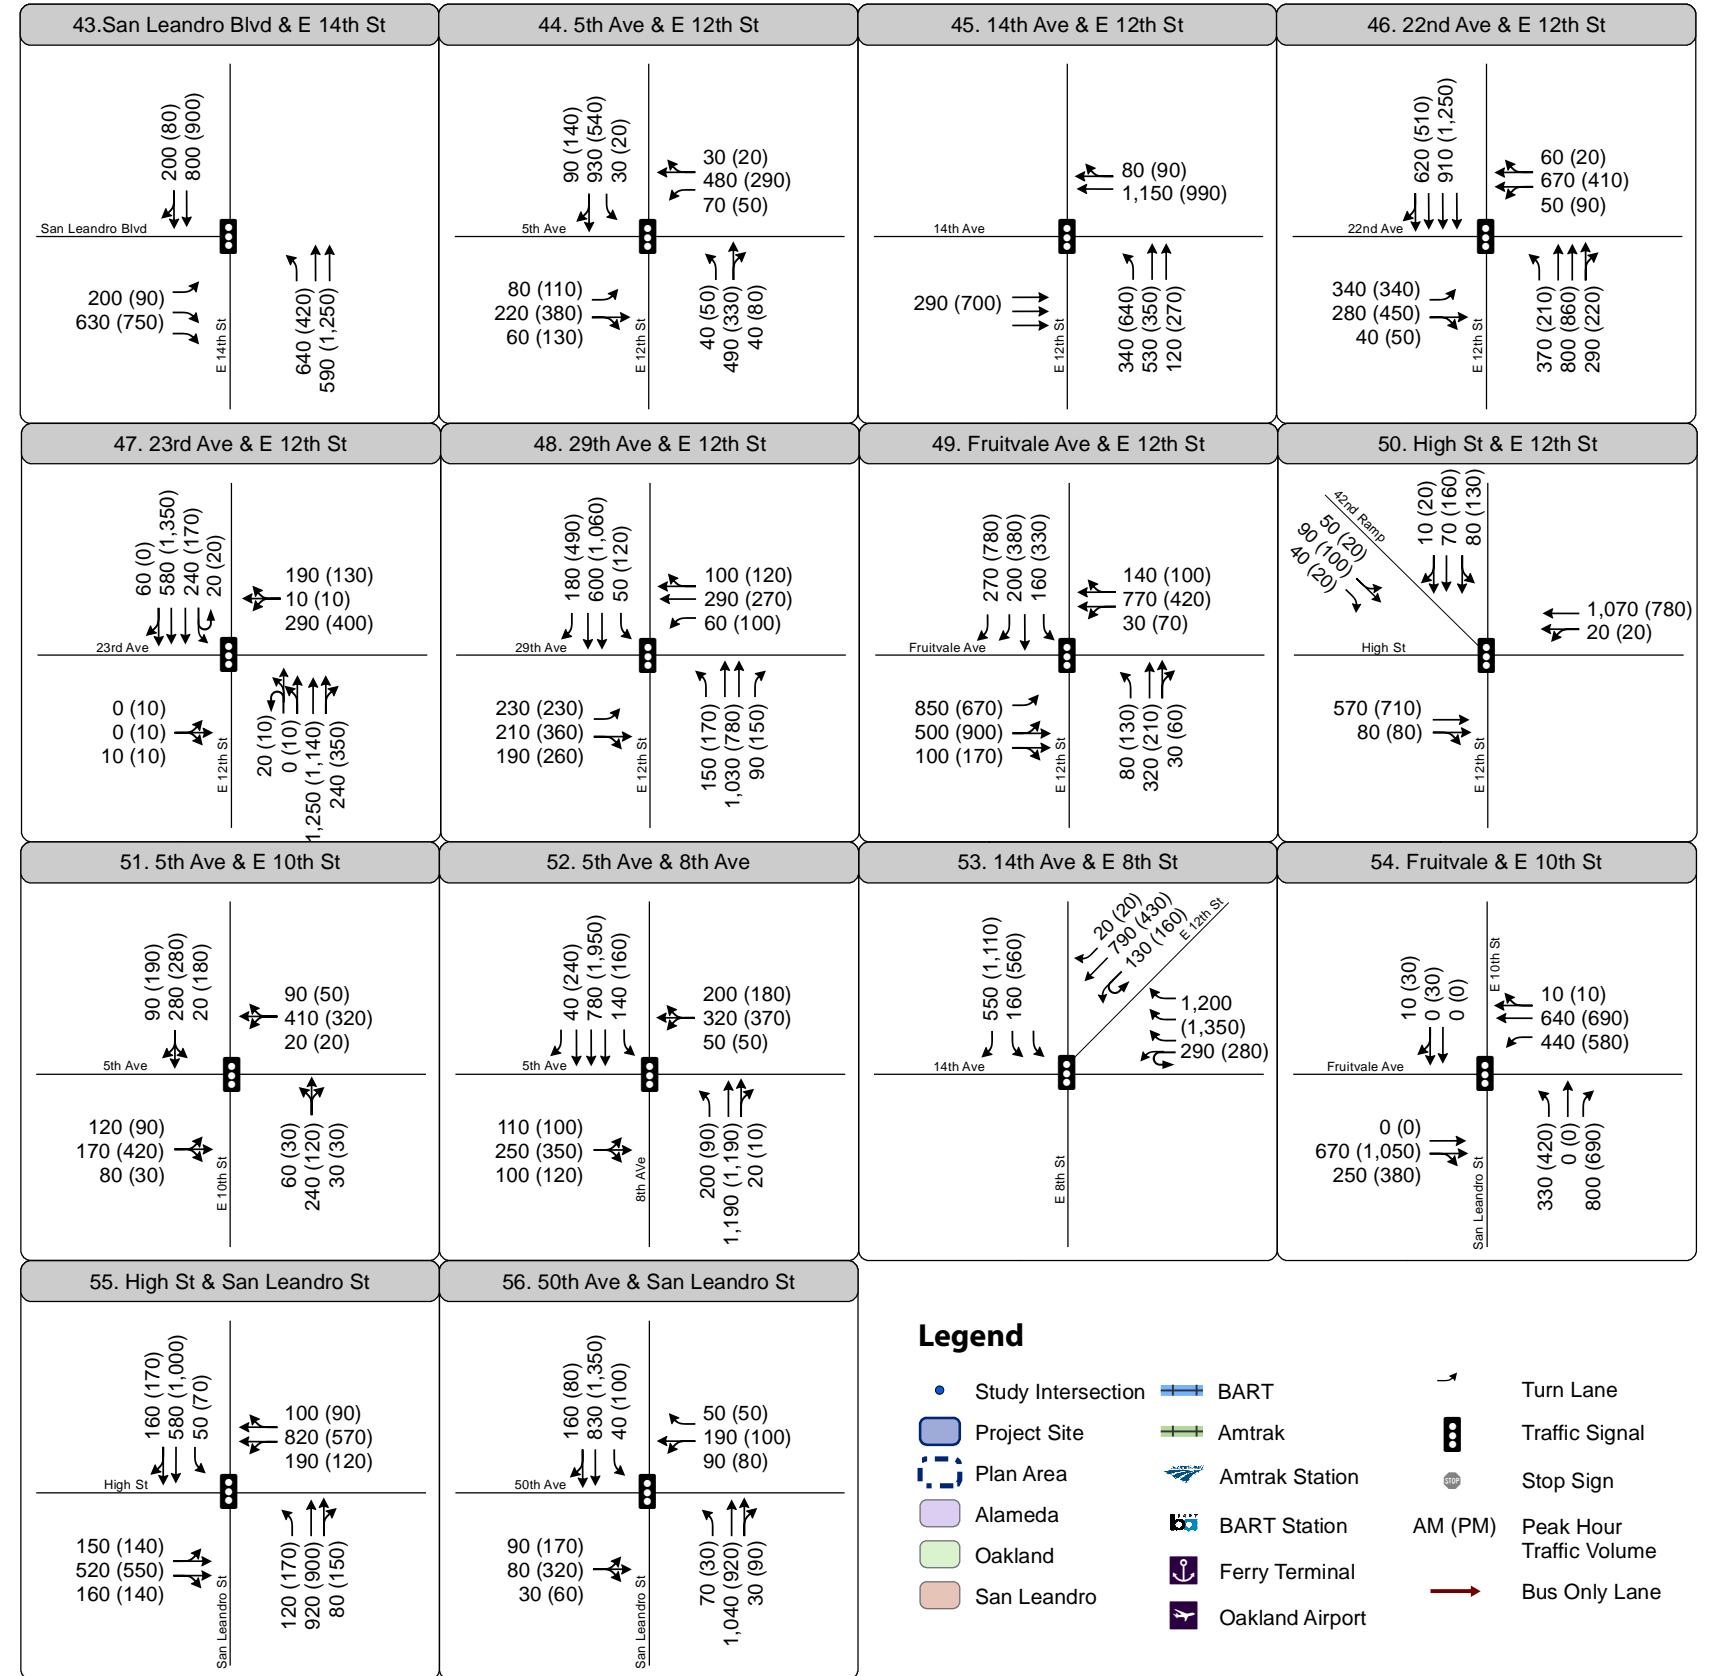 43.San Leandro Blvd & E 14th St
200 (80)
800 (900)
San Leandro Blvd
200 (90)
630 (750)
E 14th St
640 (420)
590 (1,250)
44. 5th Ave & E 12th St
90 (140)
930 (540)
30 (20)
30 (20)
480 (290)
70 (50)
5th Ave
80 (110)
220 (380)
60 (130)
E 12th St
40 (50)
490 (330)
40 (80)
45. 14th Ave & E 12th St
80 (90)
1,150 (990)
14th Ave
290 (700)
E 12th St
340 (640)
530 (350)
120 (270)
46. 22nd Ave & E 12th St
620 (510)
910 (1,250)
60 (20)
670 (410)
50 (90)
22nd Ave
340 (340)
280 (450)
40 (50)
E 12th St
370 (210)
800 (860)
290 (220)
47. 23rd Ave & E 12th St
60 (0)
580 (1,350)
240 (170)
20 (20)
190 (130)
10 (10)
290 (400)
23rd Ave
0 (10)
0 (10)
10 (10)
E 12th St
20 (10)
0 (10)
1,250 (1,140)
240 (350)
48. 29th Ave & E 12th St
180 (490)
600 (1,060)
50 (120)
100 (120)
290 (270)
60 (100)
29th Ave
230 (230)
210 (360)
190 (260)
E 12th St
150 (170)
1,030 (780)
90 (150)
49. Fruitvale Ave & E 12th St
270 (780)
200 (380)
160 (330)
140 (100)
770 (420)
30 (70)
Fruitvale Ave
850 (670)
500 (900)
100 (170)
E 12th St
80 (130)
320 (210)
30 (60)
50. High St & E 12th St
42nd Ramp
50 (20)
90 (100)
40 (20)
10 (20)
70 (160)
80 (130)
1,070 (780)
20 (20)
High St
570 (710)
80 (80)
E 12th St
51. 5th Ave & E 10th St
90 (190)
280 (280)
20 (180)
90 (50)
410 (320)
20 (20)
5th Ave
120 (90)
170 (420)
80 (30)
E 10th St
60 (30)
240 (120)
30 (30)
52. 5th Ave & 8th Ave
40 (240)
780 (1,950)
140 (160)
200 (180)
320 (370)
50 (50)
5th Ave
110 (100)
250 (350)
100 (120)
8th AVe
200 (90)
1,190 (1,190)
20 (10)
53. 14th Ave & E 8th St
550 (1,110)
160 (560)
20 (20)
790 (430)
130 (160)
E 12th St
1,200
(1,350)
290 (280)
14th Ave
E 8th St
54. Fruitvale & E 10th St
10 (30)
0 (30)
0 (0)
E 10th St
10 (10)
640 (690)
440 (580)
Fruitvale Ave
0 (0)
670 (1,050)
250 (380)
San Leandro St
330 (420)
0 (0)
800 (690)
55. High St & San Leandro St
160 (170)
580 (1,000)
50 (70)
100 (90)
820 (570)
190 (120)
High St
150 (140)
520 (550)
160 (140)
San Leandro St
120 (170)
920 (900)
80 (150)
56. 50th Ave & San Leandro St
160 (80)
830 (1,350)
40 (100)
50 (50)
190 (100)
90 (80)
50th Ave
90 (170)
80 (320)
30 (60)
San Leandro St
70 (30)
1,040 (920)
30 (90)
Legend
Study Intersection
Project Site
Plan Area
Alameda
Oakland
San Leandro
BART
Amtrak
Amtrak Station
BART Station
Ferry Terminal
Oakland Airport
Turn Lane
Traffic Signal
STOP
Stop Sign
AM (PM)
Peak Hour
Traffic Volume
Bus Only Lane